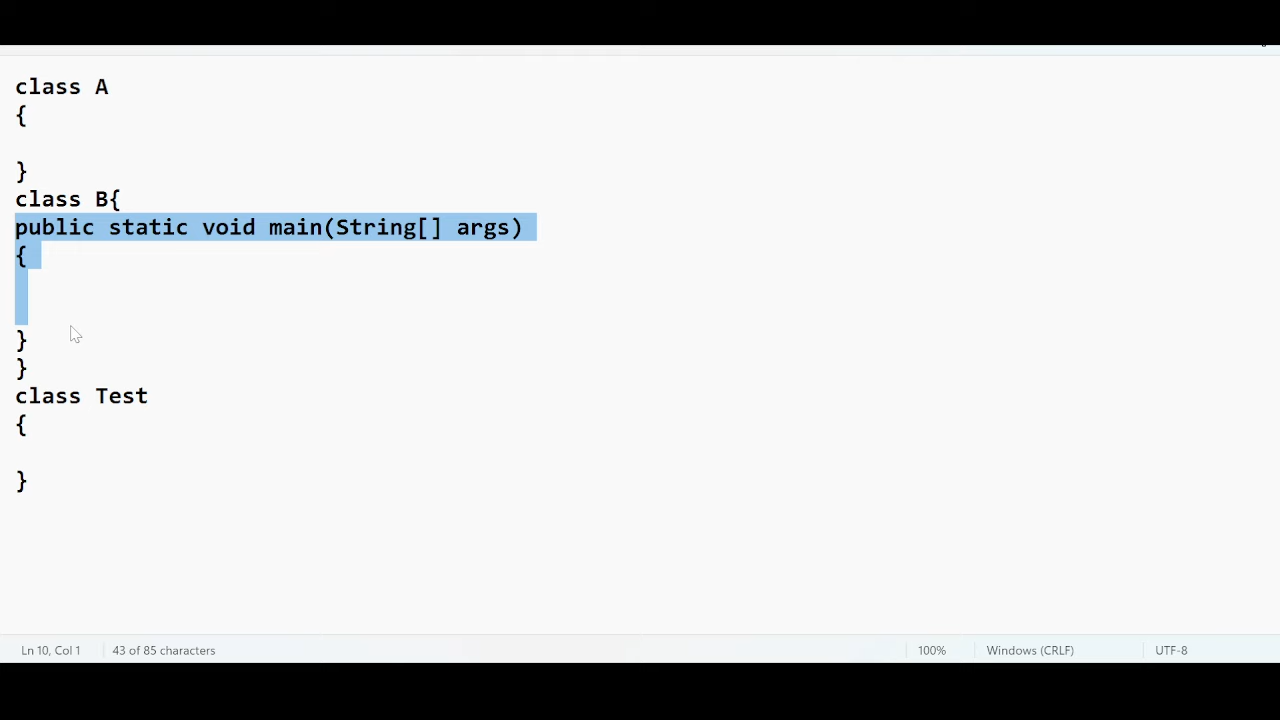 class A
{
}
class B{
public static void main(String[] args)
{
}
}
class Test
{
}
Ln 10, Col 1 43 of 85 characters 100% Windows (CRLF) UTF-8